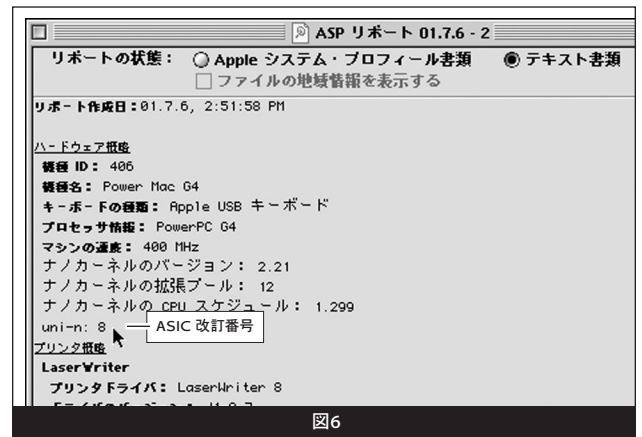 ASP リポート 01.7.6 - 2
リポートの状態： Apple システム・プロフィール書類 テキスト書類
ファイルの地域情報を表示する
リポート作成日：01.7.6, 2:51:58 PM
ハードウェア概略
機種 ID： 406
機種名： Power Mac G4
キーボードの種類： Apple USB キーボード
プロセッサ情報： PowerPC G4
マシンの速度： 400 MHz
ナノカーネルのバージョン： 2.21
ナノカーネルの拡張プール： 12
ナノカーネルの CPU スケジュール： 1.299
uni-n: 8 ASIC 改訂番号
プリンタ概略
LaserWriter
プリンタドライバ： LaserWriter 8
図6